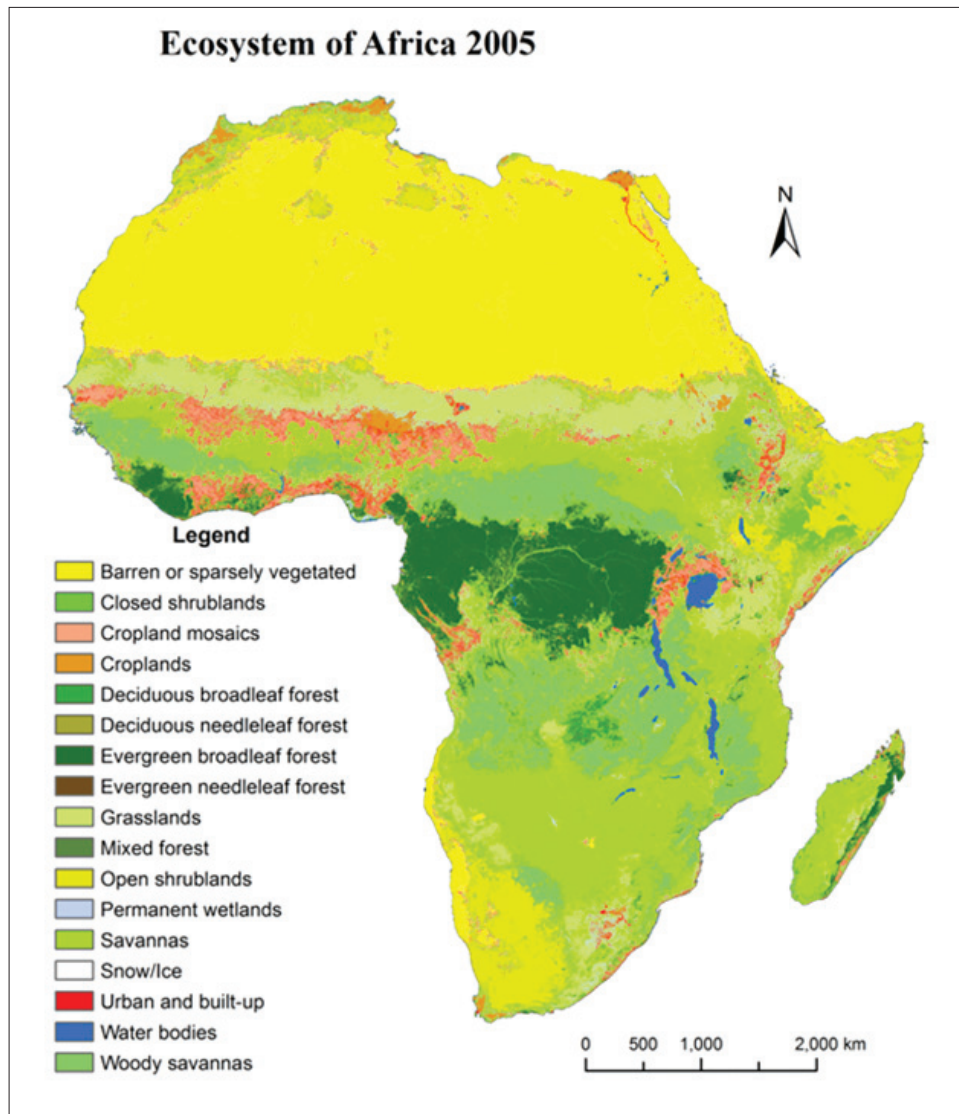 Ecosystem of Africa 2005
N
Legend
Barren or sparsely vegetated
Closed shrublands
Cropland mosaics
Croplands
Deciduous broadleaf forest
Deciduous needleleaf forest
Evergreen broadleaf forest
Evergreen needleleaf forest
Grasslands
Mixed forest
Open shrublands
Permanent wetlands
Savannas
Snow/Ice
Urban and built-up
Water bodies
Woody savannas
0 500 1,000 2,000 km